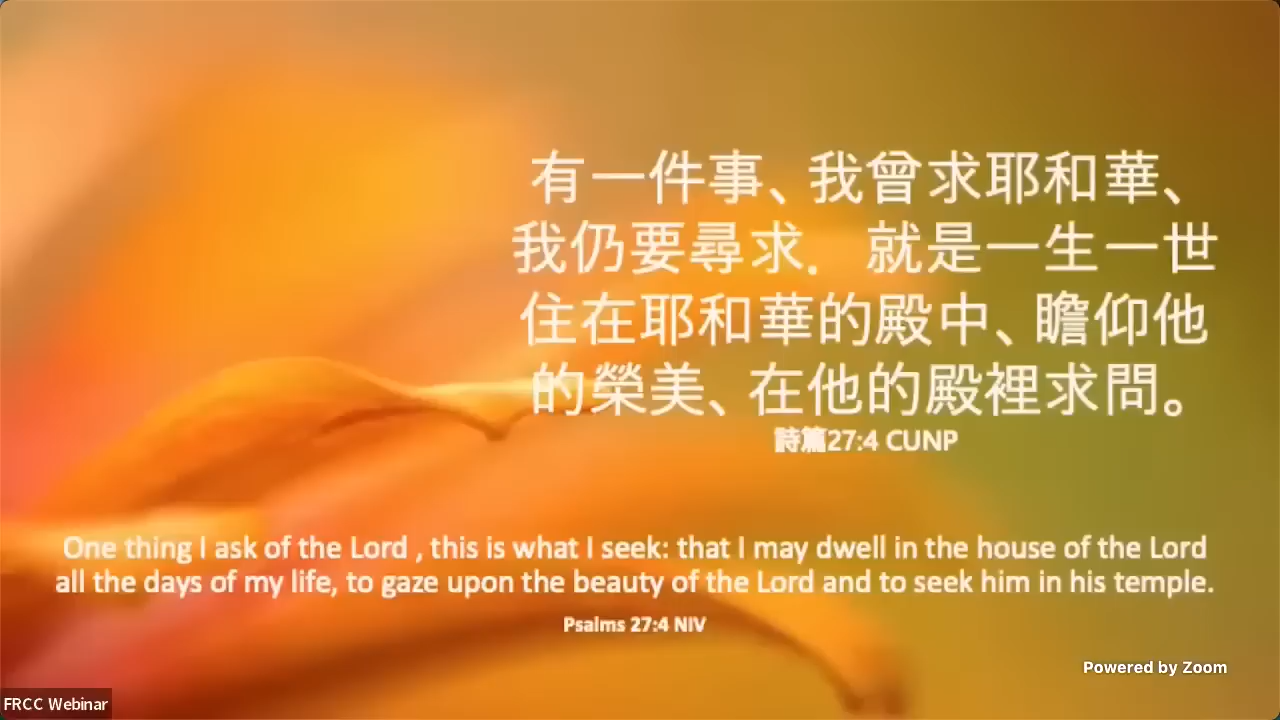 有一件事、我曾求耶和華、
我仍要尋求．就是一生一世
住在耶和華的殿中、瞻仰他
的榮美、在他的殿裡求問。
詩篇27:4 CUNP
One thing I ask of the Lord , this is what I seek: that I may dwell in the house of the Lord
all the days of my life, to gaze upon the beauty of the Lord and to seek him in his temple.
Psalms 27:4 NIV
Powered by Zoom
FRCC Webinar